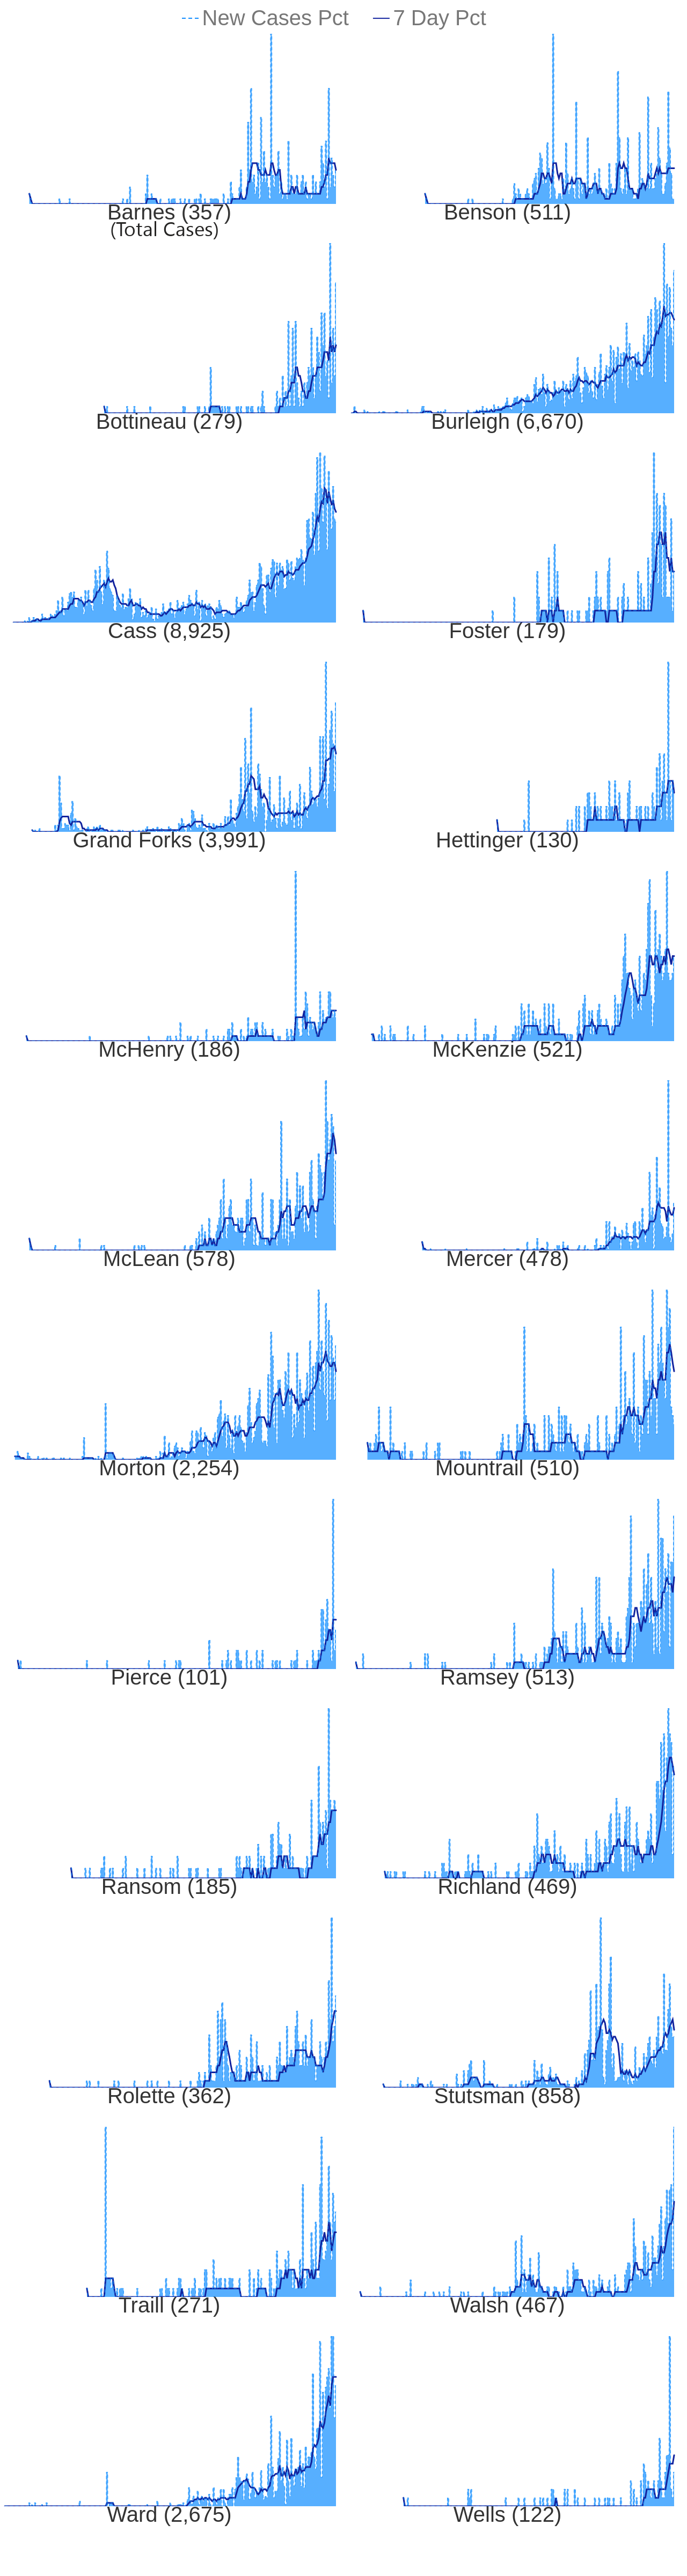 New Cases Pct 7 Day Pct
Barnes (357) Benson (511)
(Total Cases)
Bottineau (279) Burleigh (6,670)
Cass (8,925) Foster (179)
Grand Forks (3,991) Hettinger (130)
McHenry (186) McKenzie (521)
McLean (578) Mercer (478)
Morton (2,254) Mountrail (510)
Pierce (101) Ramsey (513)
Ransom (185) Richland (469)
Rolette (362) Stutsman (858)
Traill (271) Walsh (467)
Ward (2,675) Wells (122)